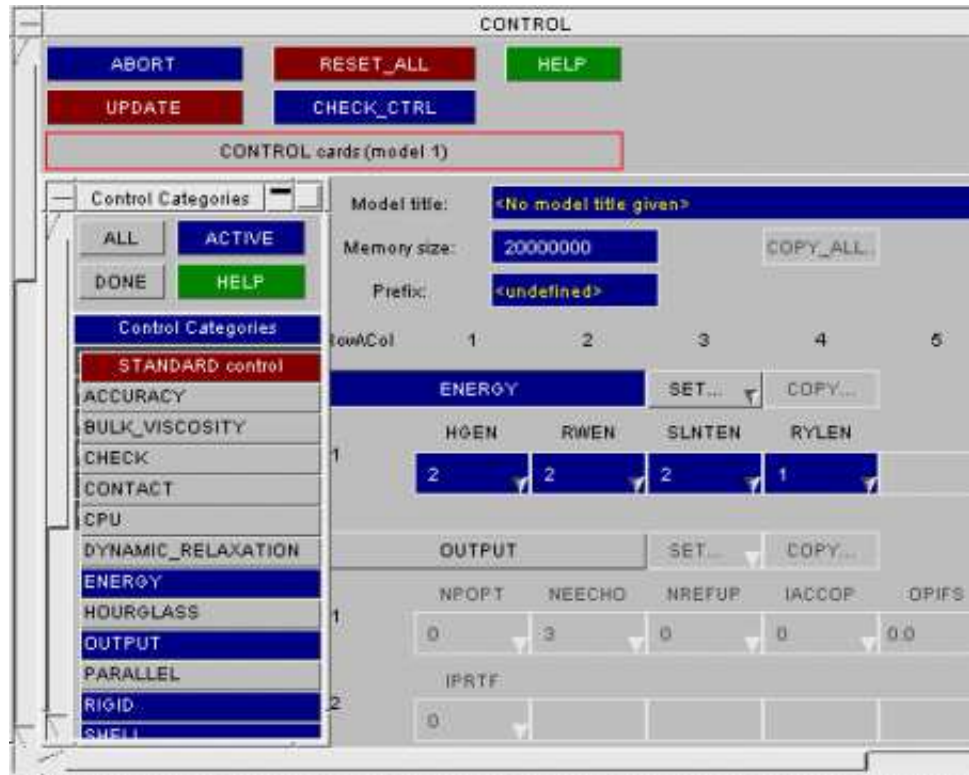 CONTROL
ABORT RESET_ALL HELP
UPDATE CHECK_CTRL
CONTROL cards (model 1)
Control Categories
ALL ACTIVE
DONE HELP
Control Categories
STANDARD control
ACCURACY
BULK_VISCOSITY
CHECK
CONTACT
CPU
DYNAMIC_RELAXATION
ENERGY
HOURGLASS
OUTPUT
PARALLEL
RIGID
SHELL
Model title: <No model title given>
Memory size: 20000000 COPY_ALL..
Prefix: <undefined>
Row\Col 1 2 3 4 5
ENERGY SET... COPY...
HGEN RWEN SLNTEN RYLEN
1 2 2 2 1
OUTPUT SET... COPY...
NPOPT NEECHO NREFUP IACCOP OPIFS
1 0 3 0 0 0.0
IPRTF
2 0